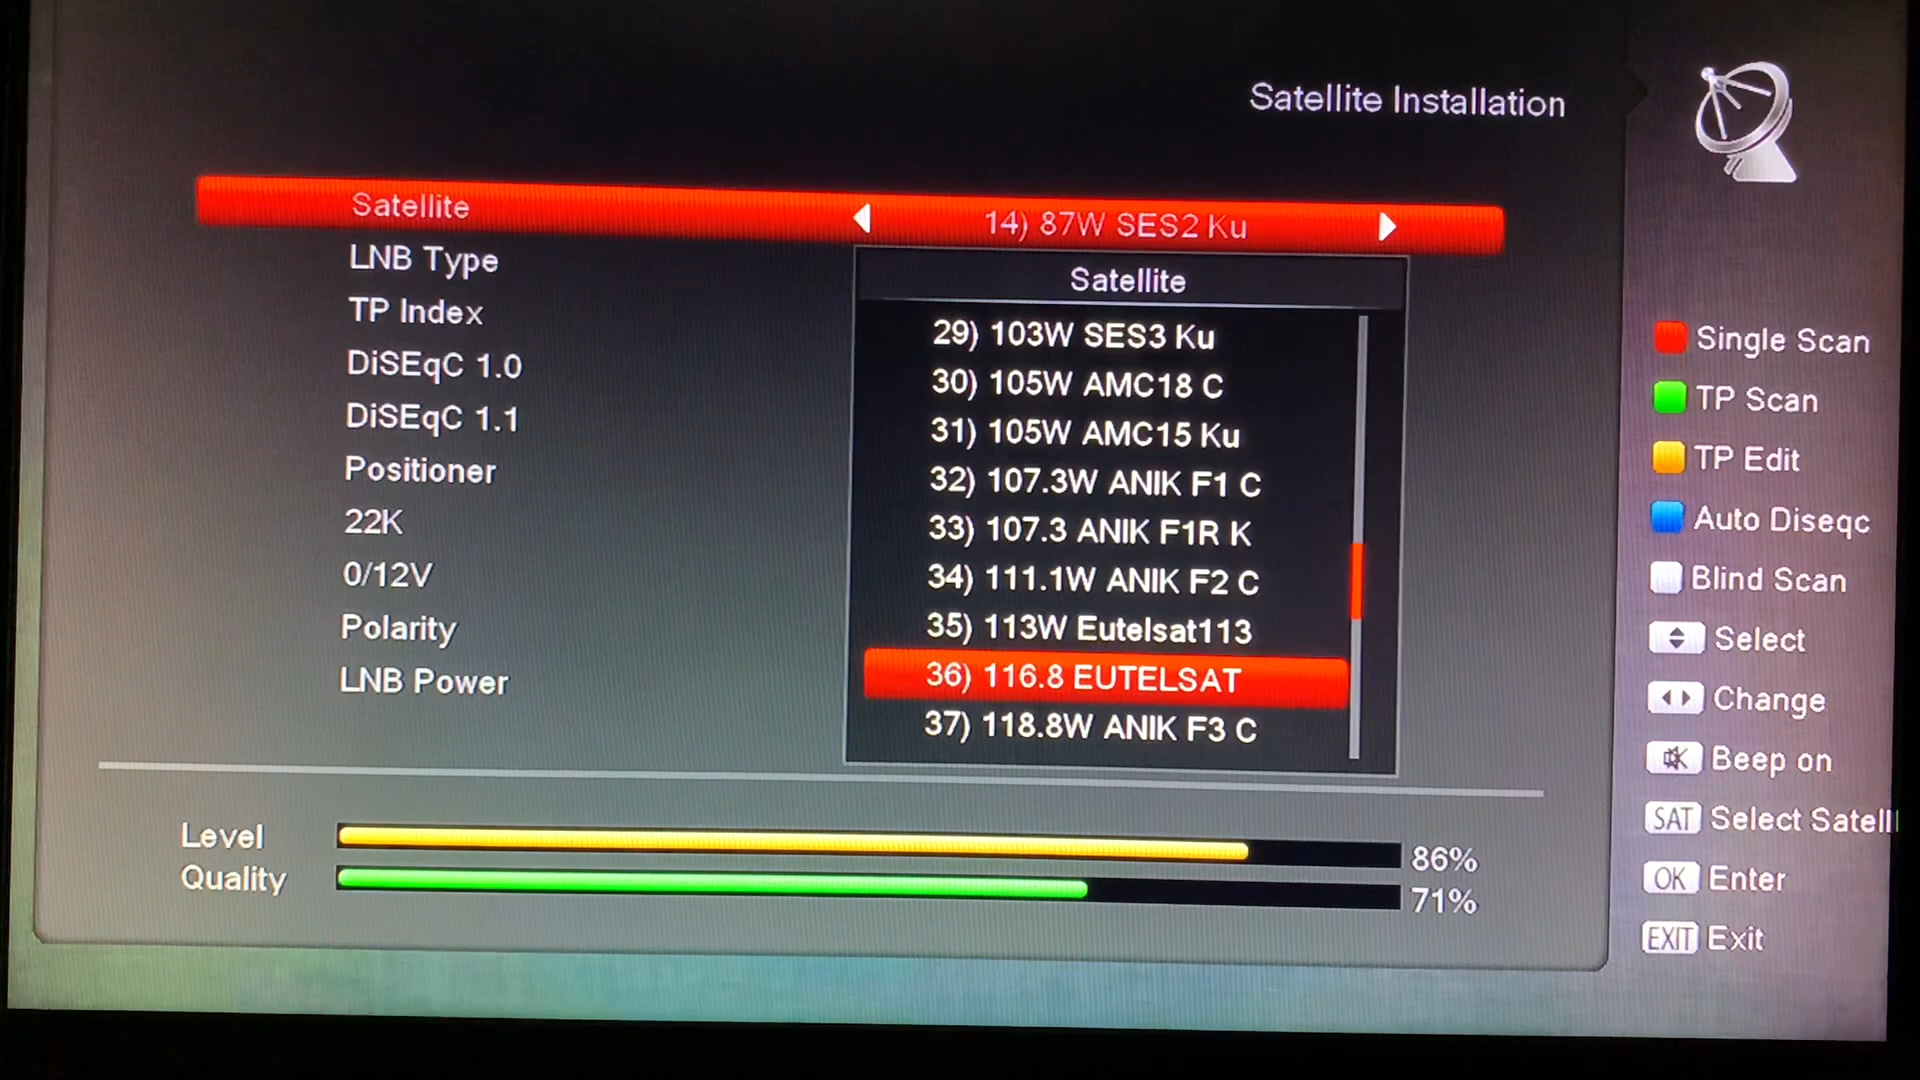 Satellite Installation
Satellite 14) 87W SES2 Ku
LNB Type
TP Index
DiSEqC 1.0
DiSEqC 1.1
Positioner
22K
0/12V
Polarity
LNB Power
Satellite
29) 103W SES3 Ku
30) 105W AMC18 C
31) 105W AMC15 Ku
32) 107.3W ANIK F1 C
33) 107.3 ANIK F1R K
34) 111.1W ANIK F2 C
35) 113W Eutelsat113
36) 116.8 EUTELSAT
37) 118.8W ANIK F3 C
Level 86%
Quality 71%
Single Scan
TP Scan
TP Edit
Auto Diseqc
Blind Scan
Select
Change
Beep on
SAT Select Satell
OK Enter
EXIT Exit